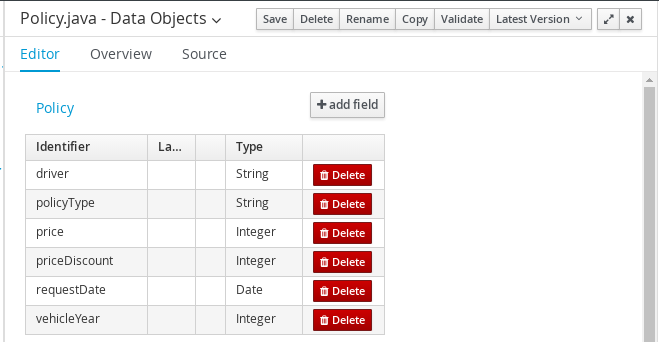 Policy.java - Data Objects
Save Delete Rename Copy Validate Latest Version
Editor Overview Source
Policy
add field
Identifier La... Type
driver String Delete
policyType String Delete
price Integer Delete
priceDiscount Integer Delete
requestDate Date Delete
vehicleYear Integer Delete